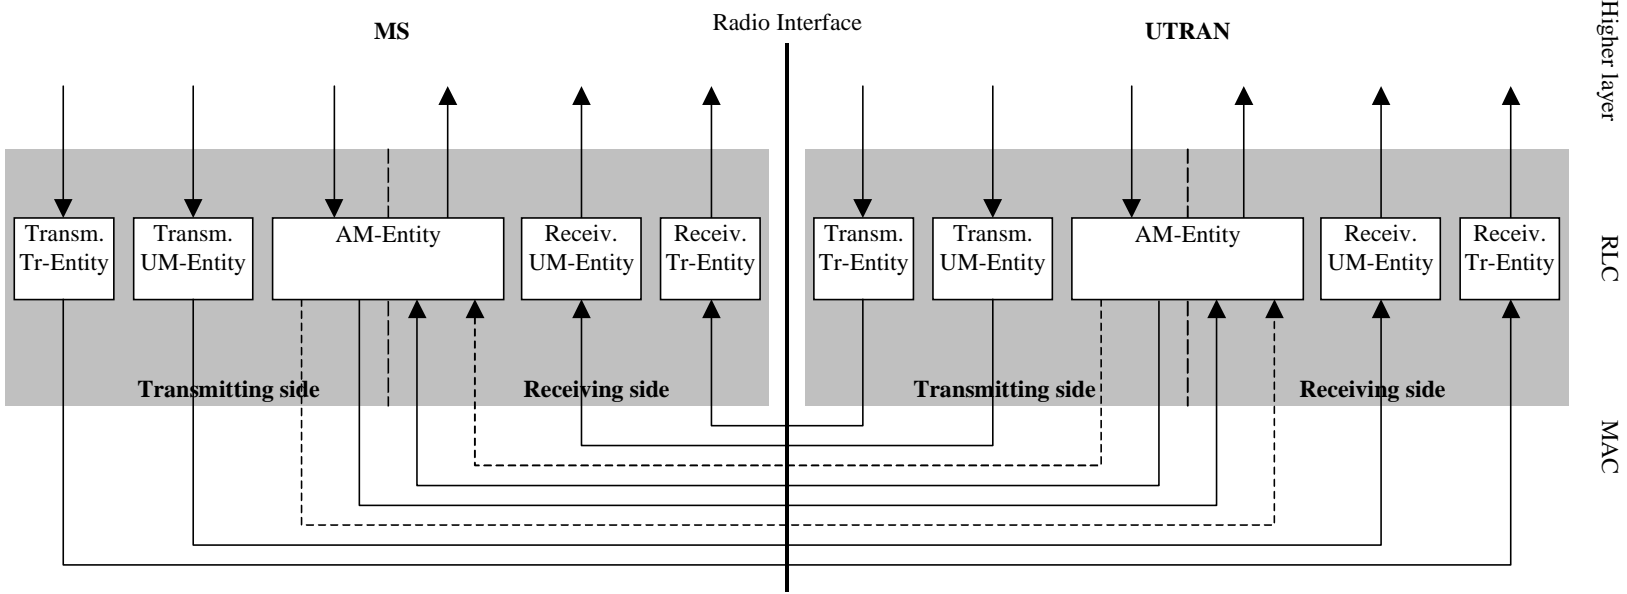 MS
Radio Interface
UTRAN
Higher layer
Transm.
Tr-Entity
Transm.
UM-Entity
AM-Entity
Receiv.
UM-Entity
Receiv.
Tr-Entity
Transm.
Tr-Entity
Transm.
UM-Entity
AM-Entity
Receiv.
UM-Entity
Receiv.
Tr-Entity
RLC
Transmitting side
Receiving side
Transmitting side
Receiving side
MAC